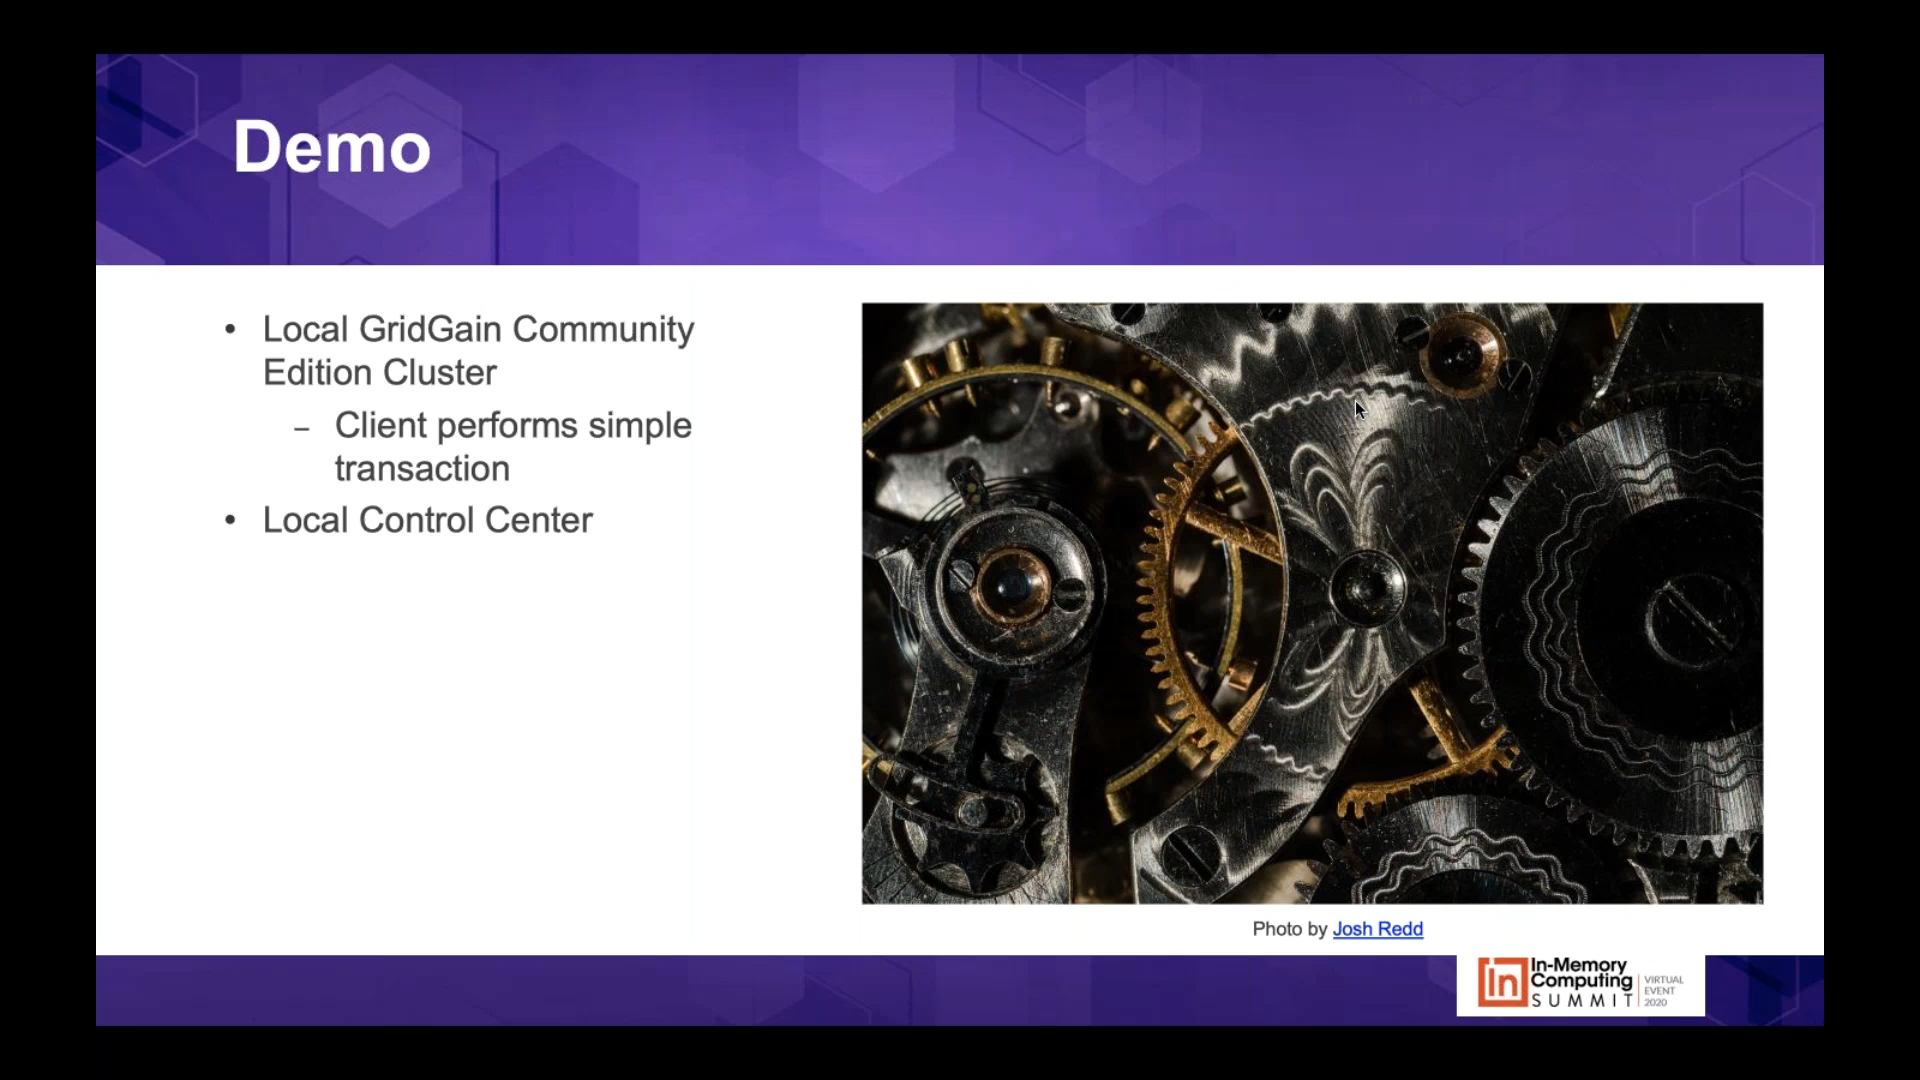 Demo
• Local GridGain Community
Edition Cluster
– Client performs simple
transaction
• Local Control Center
Photo by Josh Redd
In
In-Memory
Computing
SUMMIT
VIRTUAL
EVENT
2020